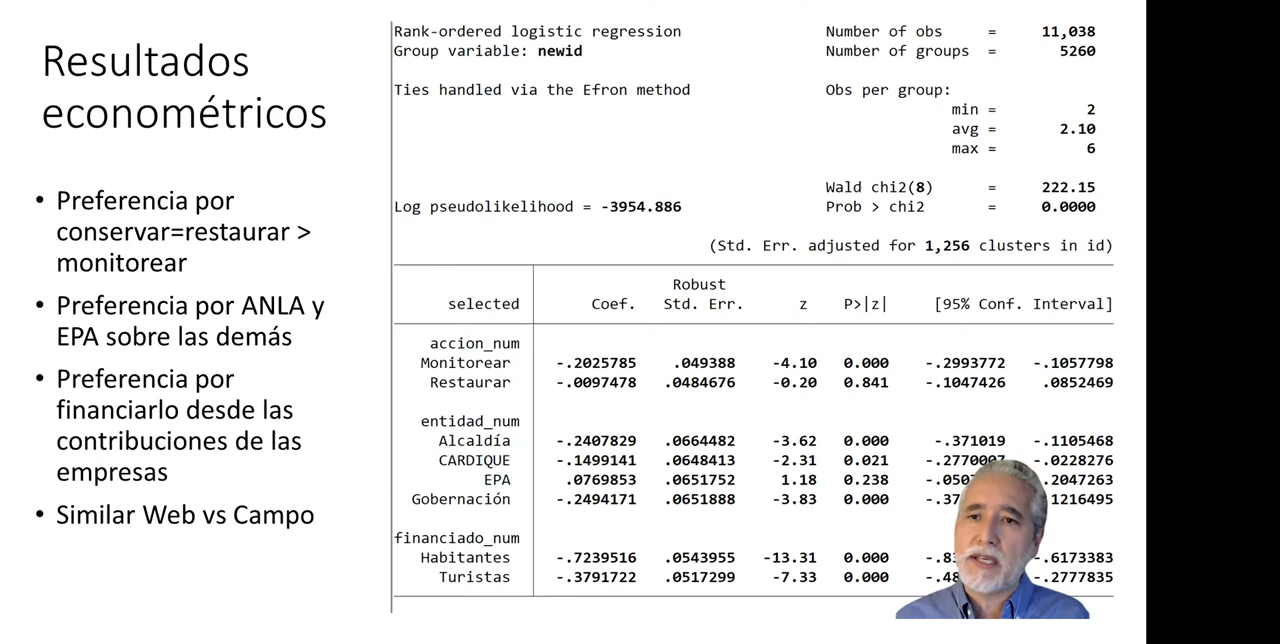 Resultados
econométricos
• Preferencia por
conservar=restaurar >
monitorear
• Preferencia por ANLA y
EPA sobre las demás
• Preferencia por
financiarlo desde las
contribuciones de las
empresas
• Similar Web vs Campo
Rank-ordered logistic regression Number of obs = 11,038
Group variable: newid Number of groups = 5260
Ties handled via the Efron method Obs per group:
min = 2
avg = 2.10
max = 6
Wald chi2(8) = 222.15
Log pseudolikelihood = -3954.886 Prob > chi2 = 0.0000
(Std. Err. adjusted for 1,256 clusters in id)
Robust
selected Coef. Std. Err. z P>|z| [95% Conf. Interval]
accion_num
Monitorear -.2025785 .049388 -4.10 0.000 -.2993772 -.1057798
Restaurar -.0097478 .0484676 -0.20 0.841 -.1047426 .0852469
entidad_num
Alcaldía -.2407829 .0664482 -3.62 0.000 -.371019 -.1105468
CARDIQUE -.1499141 .0648413 -2.31 0.021 -.0228276
EPA .0769853 .0651752 1.18 0.238 .2047263
Gobernación -.2494171 .0651888 -3.83 0.000 1216495
financiado_num
Habitantes -.7239516 .0543955 -13.31 0.000 .6173383
Turistas -.3791722 .0517299 -7.33 0.000 -.2777835